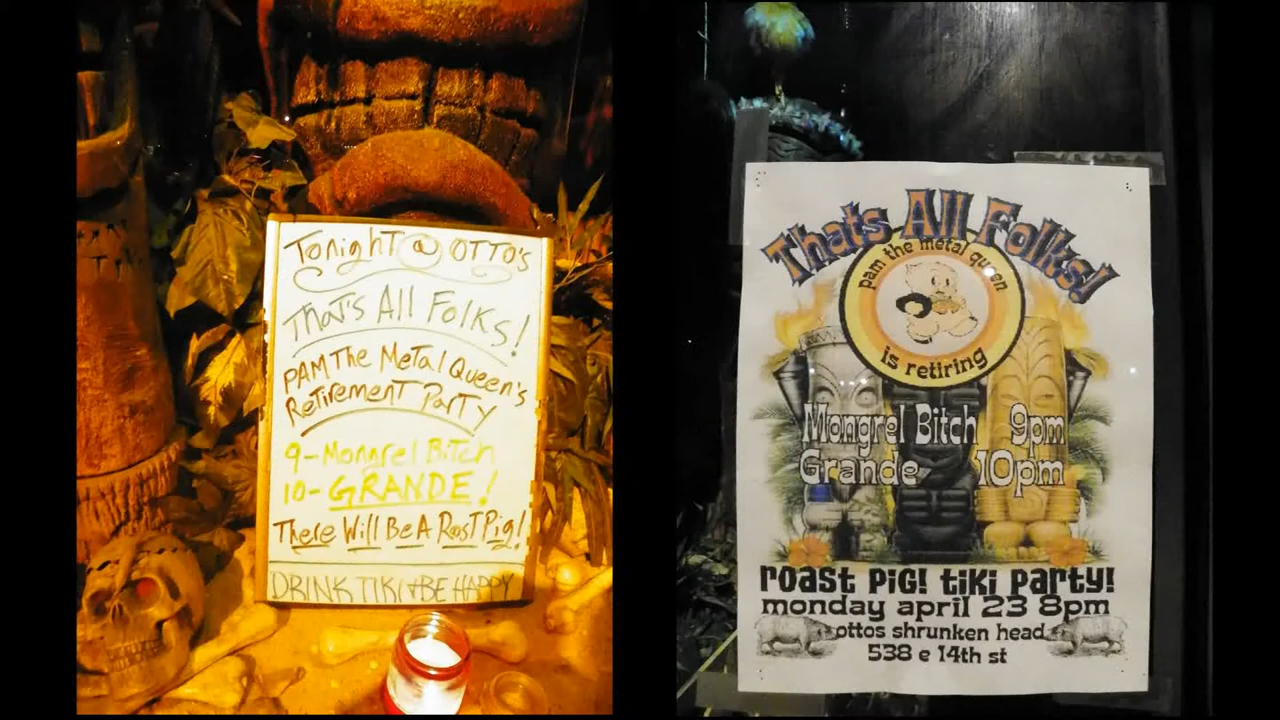 Tonight @ OTTO's
THAT'S ALL FOLKS!
PAM The Metal Queen's
Retirement Party
9-Mongrel Bitch
10-GRANDE!
There Will Be A Roast Pig!
DRINK TIKI & BE HAPPY
Thats All Folks!
pam the metal queen
is retiring
Mongrel Bitch 9pm
Grande 10pm
roast pig! tiki party!
monday april 23 8pm
ottos shrunken head
538 e 14th st